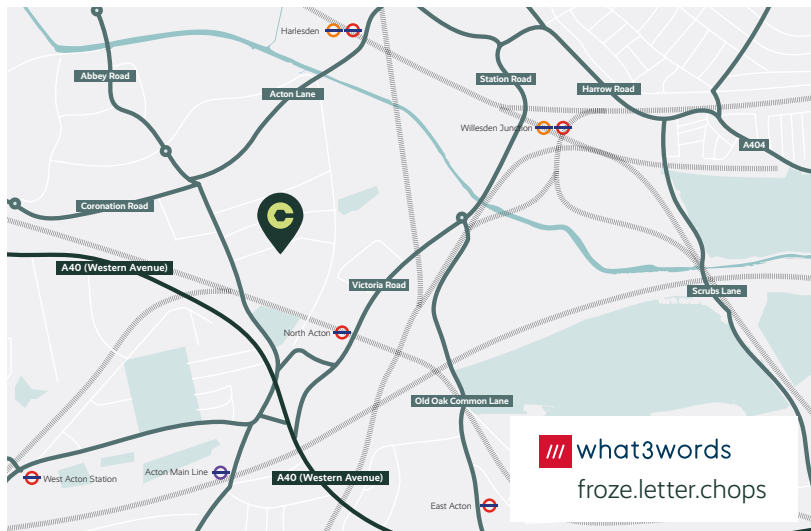 Harlesden
Abbey Road
Station Road
Acton Lane
Harrow Road
Willesden Junction
A404
Coronation Road
A40 (Western Avenue)
Victoria Road
Scrubs Lane
North Acton
Old Oak Common Lane
what3words
Acton Main Line
West Acton Station
A40 (Western Avenue)
froze.letter.chops
East Acton